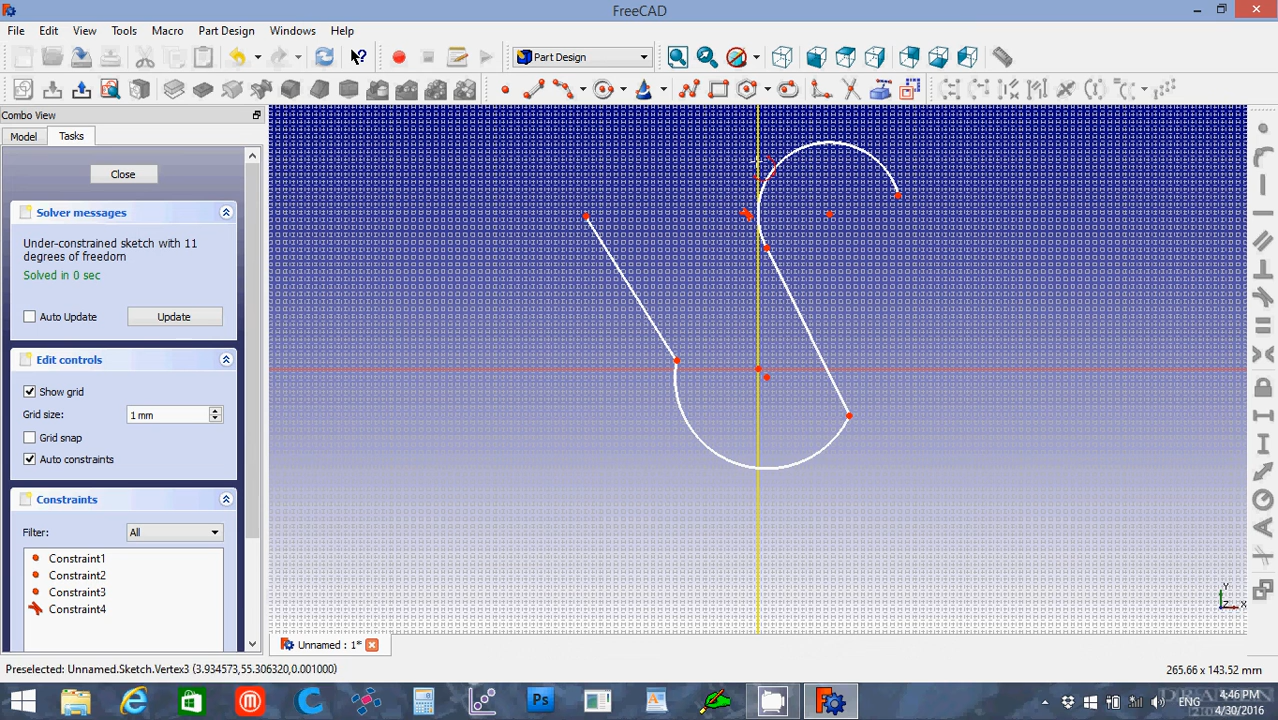 FreeCAD
File Edit View Tools Macro Part Design Windows Help
Part Design
Combo View
Model Tasks
Close
Solver messages
Under-constrained sketch with 11
degrees of freedom
Solved in 0 sec
Auto Update Update
Edit controls
Show grid
Grid size: 1 mm
Grid snap
Auto constraints
Constraints
Filter: All
Constraint1
Constraint2
Constraint3
Constraint4
Y
Z X
Unnamed : 1*
Preselected: Unnamed.Sketch.Vertex3 (3.934573,55.306320,0.001000) 265.66 x 143.52 mm
Ps ENG 4:46 PM
4/30/2016